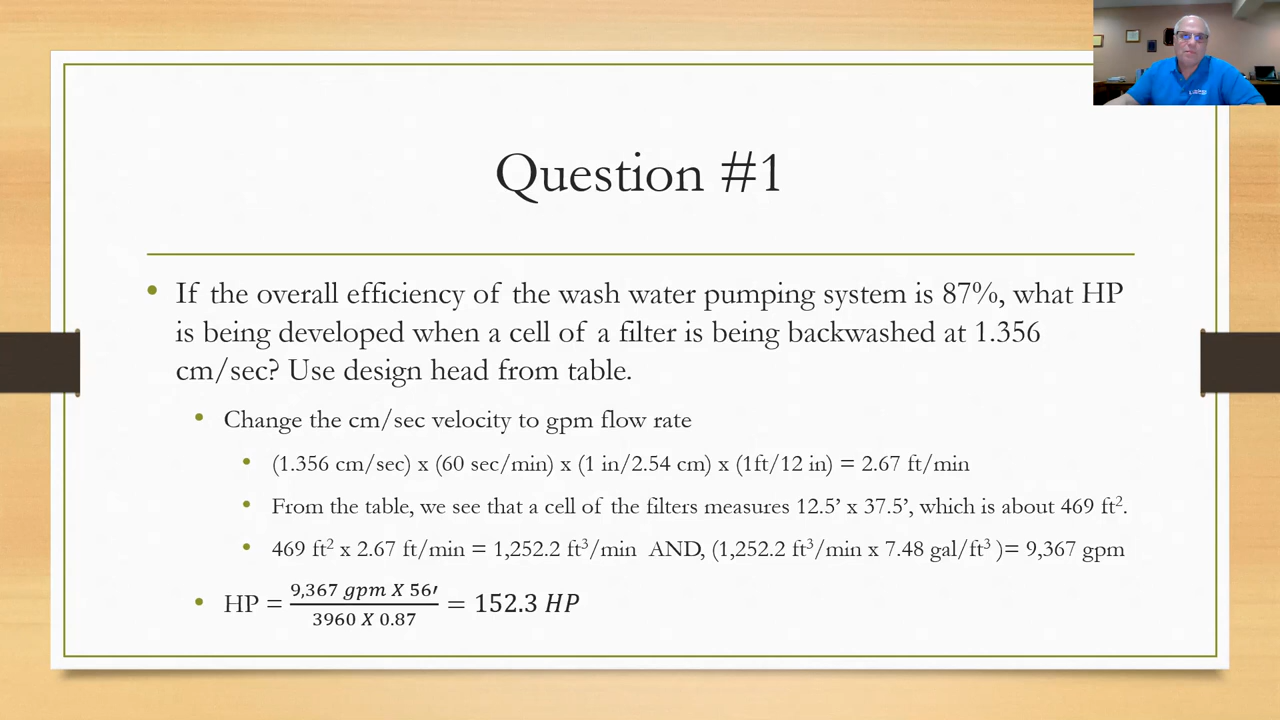 Question #1
• If the overall efficiency of the wash water pumping system is 87%, what HP
is being developed when a cell of a filter is being backwashed at 1.356
cm/sec? Use design head from table.
• Change the cm/sec velocity to gpm flow rate
• (1.356 cm/sec) x (60 sec/min) x (1 in/2.54 cm) x (1ft/12 in) = 2.67 ft/min
• From the table, we see that a cell of the filters measures 12.5’ x 37.5’, which is about 469 ft².
• 469 ft² x 2.67 ft/min = 1,252.2 ft³/min AND, (1,252.2 ft³/min x 7.48 gal/ft³ )= 9,367 gpm
• HP = 9,367 gpm X 56′ / 3960 X 0.87 = 152.3 HP